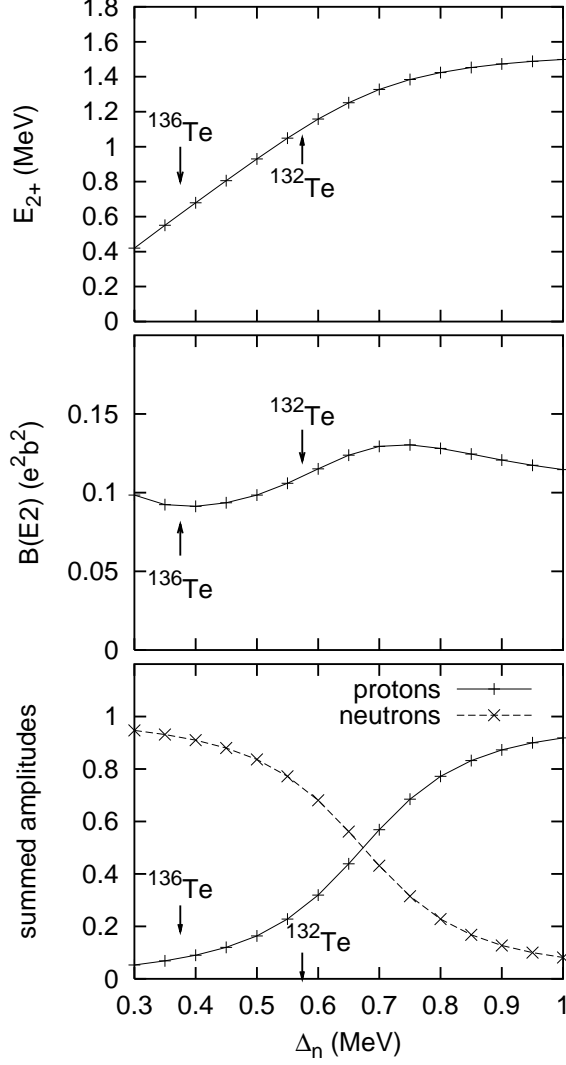 1.8
1.6
1.4
1.2
1
0.8
0.6
0.4
0.2
0
E₂₊ (MeV)
¹³⁶Te
¹³²Te
0.15
0.1
0.05
0
B(E2) (e²b²)
¹³²Te
¹³⁶Te
protons
neutrons
1
0.8
0.6
0.4
0.2
0
summed amplitudes
¹³⁶Te
¹³²Te
0.3 0.4 0.5 0.6 0.7 0.8 0.9 1
Δₙ (MeV)